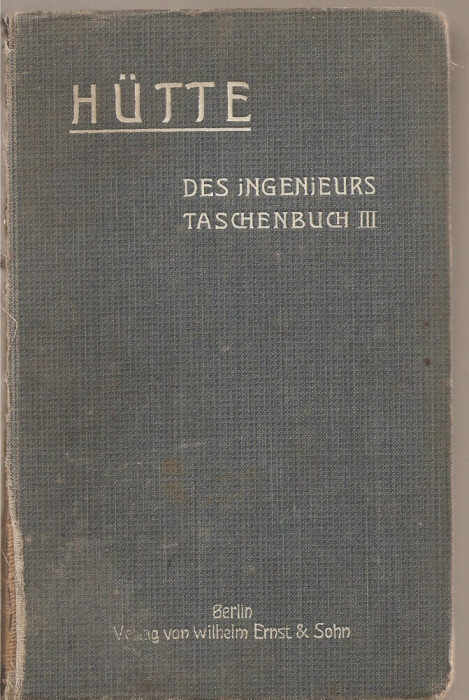 HÜTTE
DES iNGENiEURS
TASCHENBUCH III
Berlin
Verlag von Wilhelm Ernst & Sohn